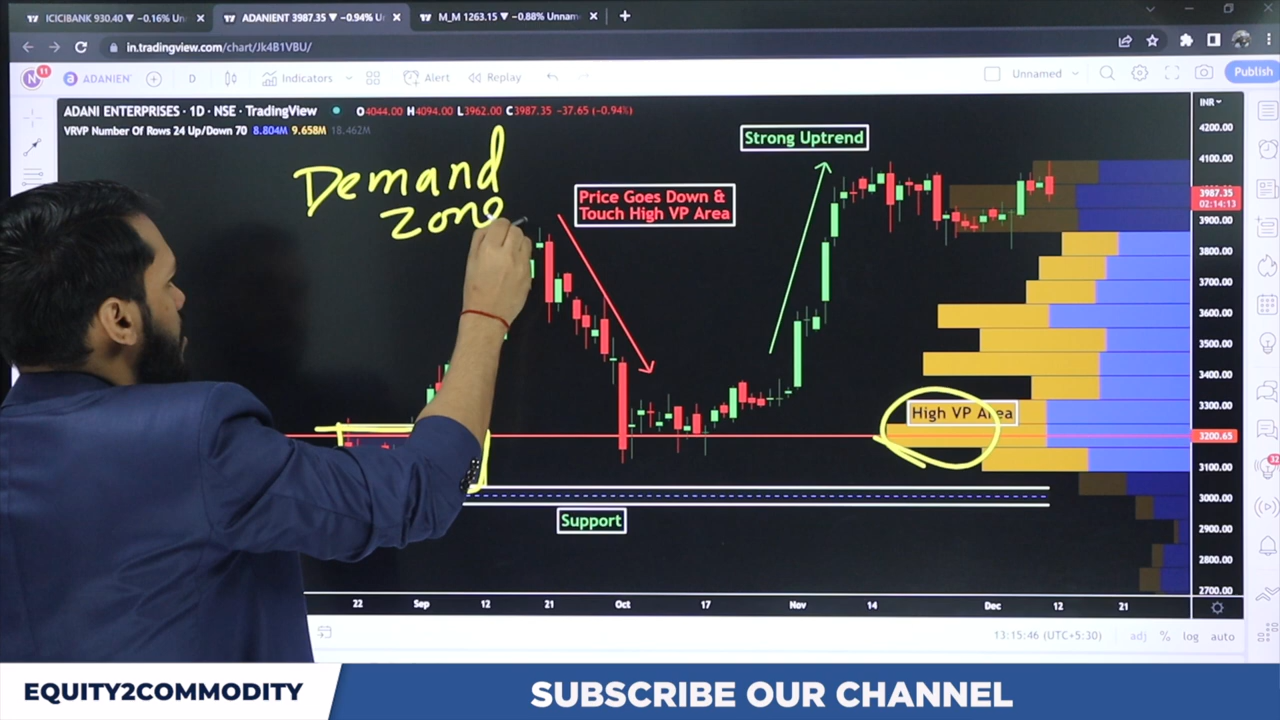 ICICIBANK 930.40 ▼ −0.16% Un
ADANIENT 3987.35 ▼ −0.94% U
M_M 1263.15 ▼ −0.88% Unnam
in.tradingview.com/chart/Jk4B1VBU/
N 11
a ADANIEN
D
Indicators
Alert
Replay
Unnamed
Publish
ADANI ENTERPRISES · 1D · NSE · TradingView
O4044.00 H4094.00 L3962.00 C3987.35 −37.65 (−0.94%)
INR
VRVP Number Of Rows 24 Up/Down 70 8.804M 9.658M 18.462M
Demand
Zone
Strong Uptrend
Price Goes Down &
Touch High VP Area
High VP Area
Support
4200.00
4100.00
3987.35
02:14:13
3900.00
3800.00
3700.00
3600.00
3500.00
3400.00
3300.00
3200.65
3100.00
3000.00
2900.00
2800.00
2700.00
32
22 Sep 12 21 Oct 17 Nov 14 Dec 12 21
13:15:46 (UTC+5:30) adj % log auto
EQUITY2COMMODITY
SUBSCRIBE OUR CHANNEL